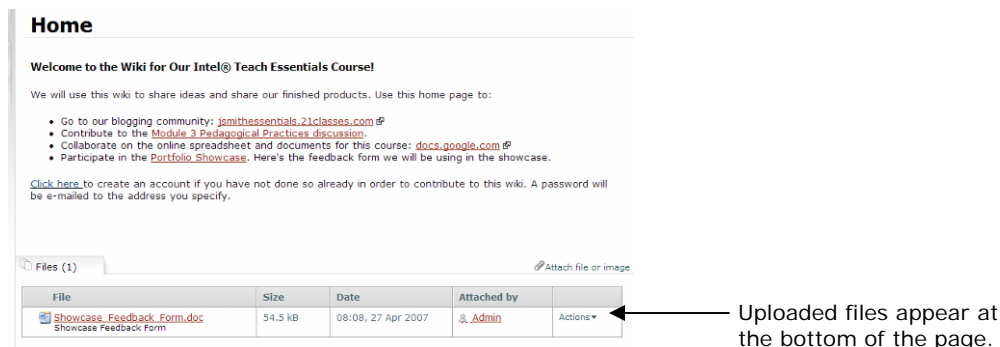 Home
Welcome to the Wiki for Our Intel® Teach Essentials Course!
We will use this wiki to share ideas and share our finished products. Use this home page to:
• Go to our blogging community: jsmithessentials.21classes.com
• Contribute to the Module 3 Pedagogical Practices discussion.
• Collaborate on the online spreadsheet and documents for this course: docs.google.com
• Participate in the Portfolio Showcase. Here's the feedback form we will be using in the showcase.
Click here to create an account if you have not done so already in order to contribute to this wiki. A password will
be e-mailed to the address you specify.
Files (1)
Attach file or image
File Size Date Attached by
Showcase_Feedback_Form.doc 54.5 kB 08:08, 27 Apr 2007 Admin Actions
Showcase Feedback Form
Uploaded files appear at
the bottom of the page.